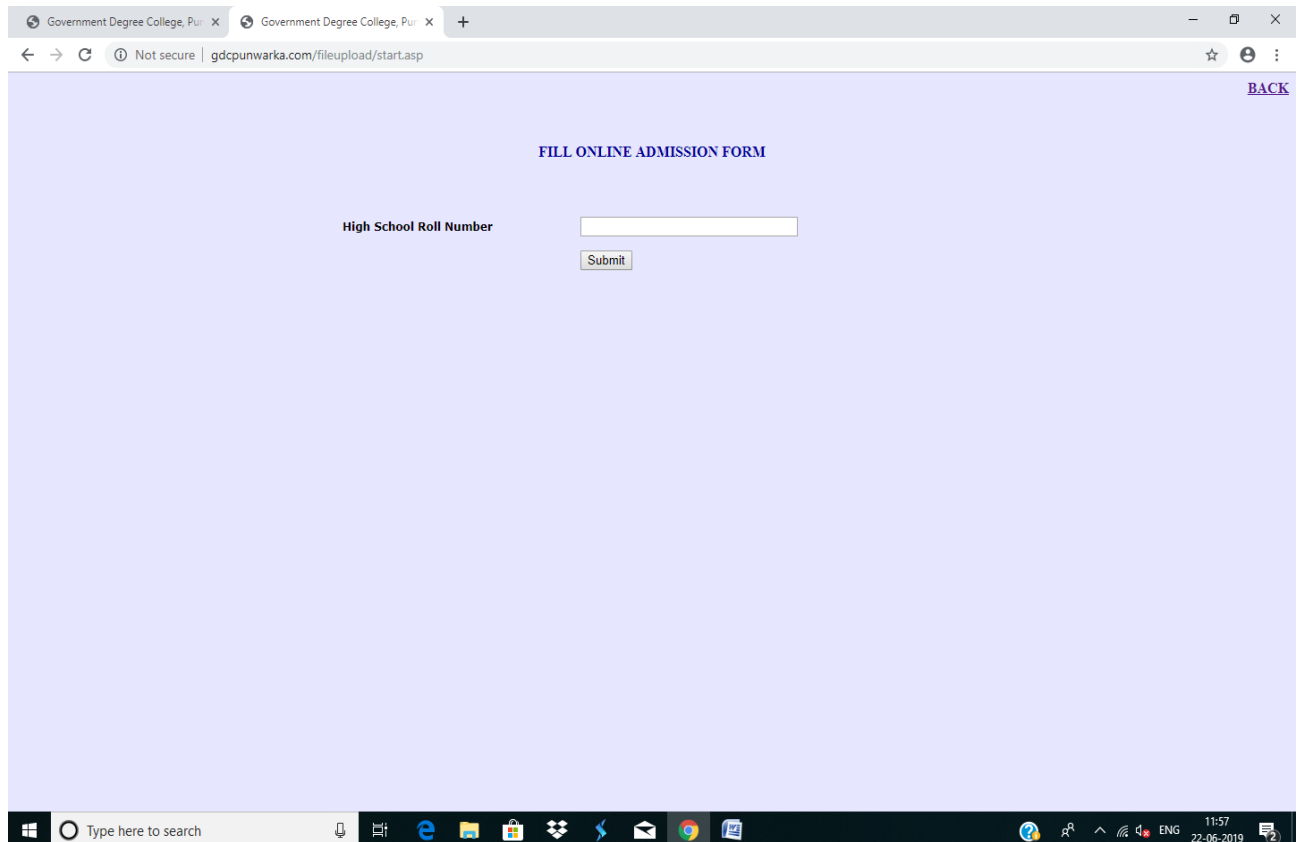 Government Degree College, Pur
Government Degree College, Pur
Not secure | gdcpunwarka.com/fileupload/start.asp
BACK
FILL ONLINE ADMISSION FORM
High School Roll Number
Submit
Type here to search
ENG
11:57
22-06-2019
2